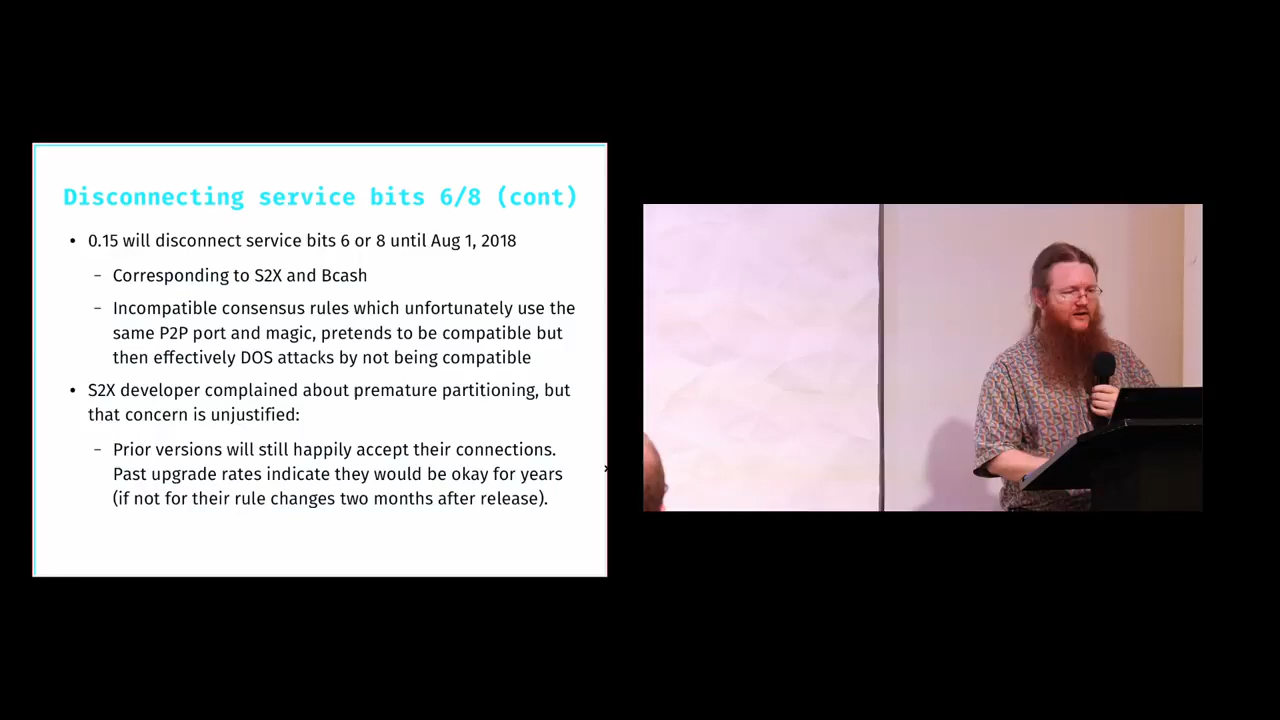 Disconnecting service bits 6/8 (cont)
• 0.15 will disconnect service bits 6 or 8 until Aug 1, 2018
– Corresponding to S2X and Bcash
– Incompatible consensus rules which unfortunately use the
same P2P port and magic, pretends to be compatible but
then effectively DOS attacks by not being compatible
• S2X developer complained about premature partitioning, but
that concern is unjustified:
– Prior versions will still happily accept their connections.
Past upgrade rates indicate they would be okay for years
(if not for their rule changes two months after release).